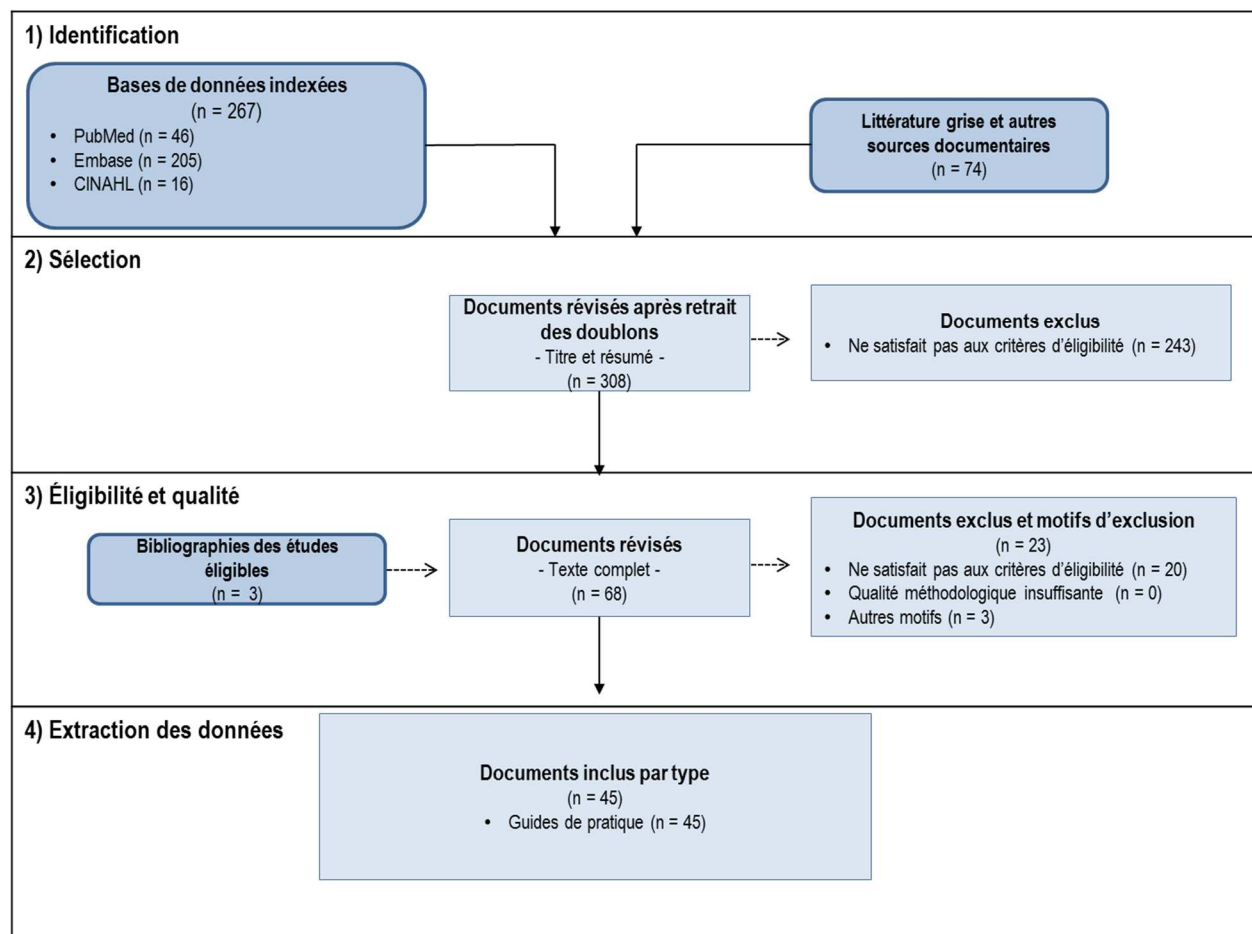 1) Identification
Bases de données indexées
(n = 267)
• PubMed (n = 46)
• Embase (n = 205)
• CINAHL (n = 16)
Littérature grise et autres
sources documentaires
(n = 74)
2) Sélection
Documents révisés après retrait
des doublons
- Titre et résumé -
(n = 308)
Documents exclus
• Ne satisfait pas aux critères d'éligibilité (n = 243)
3) Éligibilité et qualité
Bibliographies des études
éligibles
(n = 3)
Documents révisés
- Texte complet -
(n = 68)
Documents exclus et motifs d'exclusion
(n = 23)
• Ne satisfait pas aux critères d'éligibilité (n = 20)
• Qualité méthodologique insuffisante (n = 0)
• Autres motifs (n = 3)
4) Extraction des données
Documents inclus par type
(n = 45)
• Guides de pratique (n = 45)